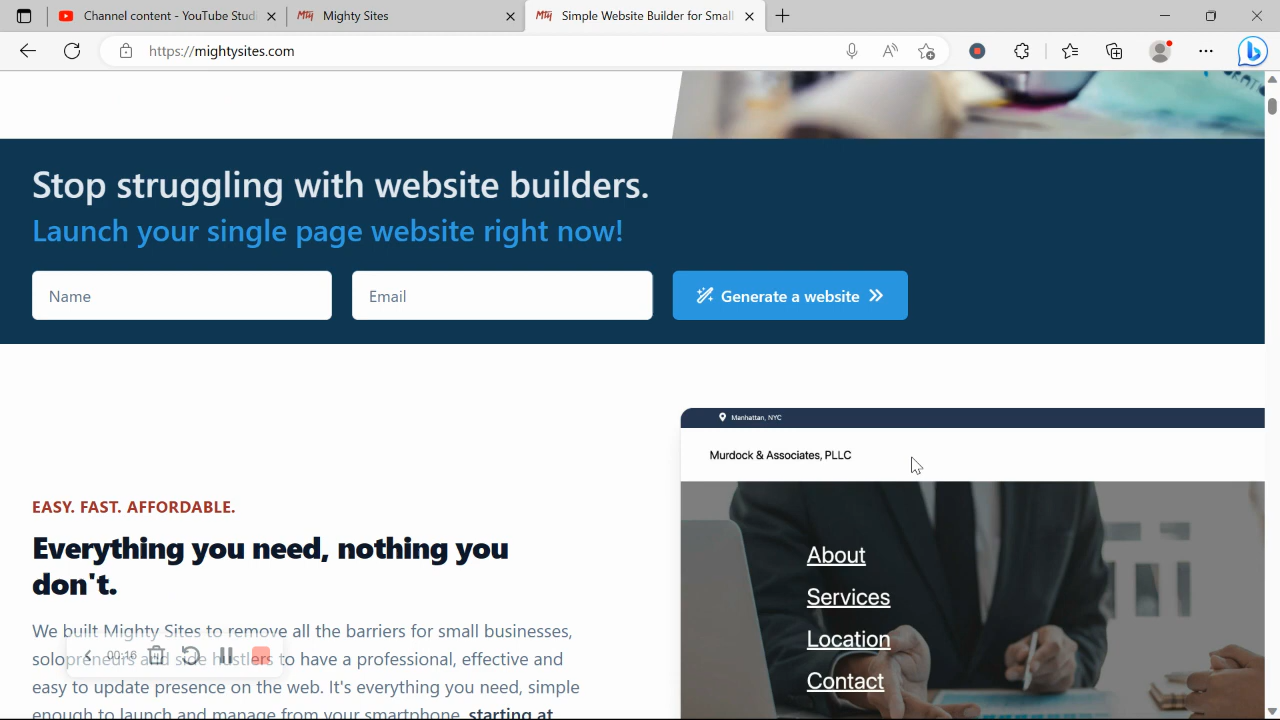 Channel content - YouTube Studi
Mighty Sites
Simple Website Builder for Small
https://mightysites.com
Stop struggling with website builders.
Launch your single page website right now!
Name
Email
Generate a website
Manhattan, NYC
Murdock & Associates, PLLC
EASY. FAST. AFFORDABLE.
Everything you need, nothing you
don't.
About
Services
Location
Contact
We built Mighty Sites to remove all the barriers for small businesses,
solopreneurs and side hustlers to have a professional, effective and
easy to update presence on the web. It's everything you need, simple
enough to launch and manage from your smartphone, starting at